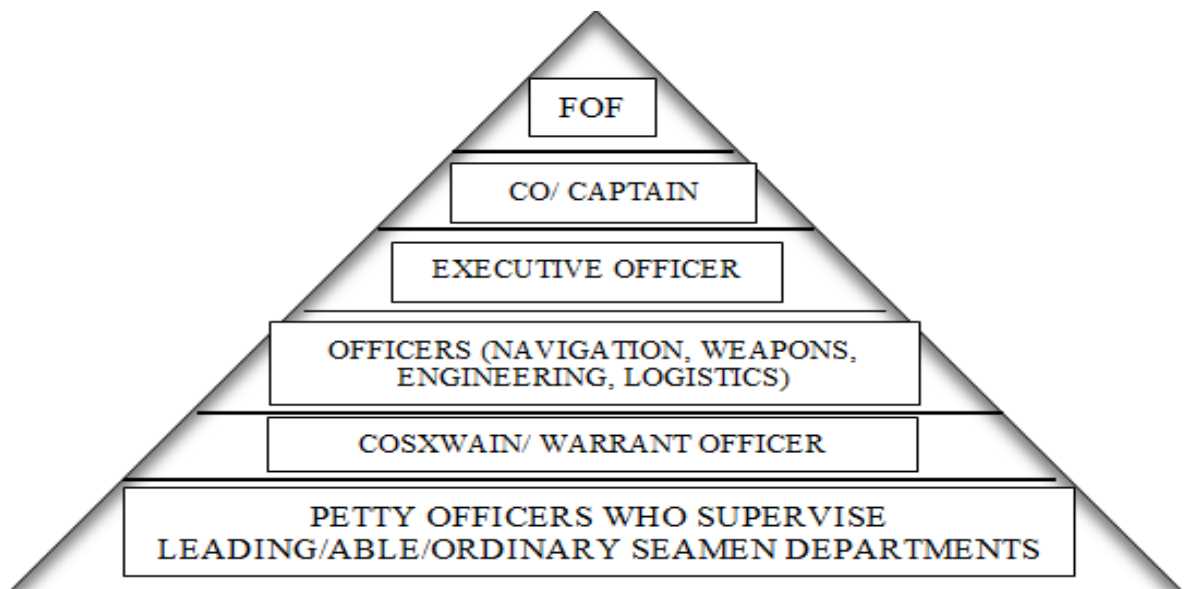 FOF
CO/ CAPTAIN
EXECUTIVE OFFICER
OFFICERS (NAVIGATION, WEAPONS,
ENGINEERING, LOGISTICS)
COSXWAIN/ WARRANT OFFICER
PETTY OFFICERS WHO SUPERVISE
LEADING/ABLE/ORDINARY SEAMEN DEPARTMENTS